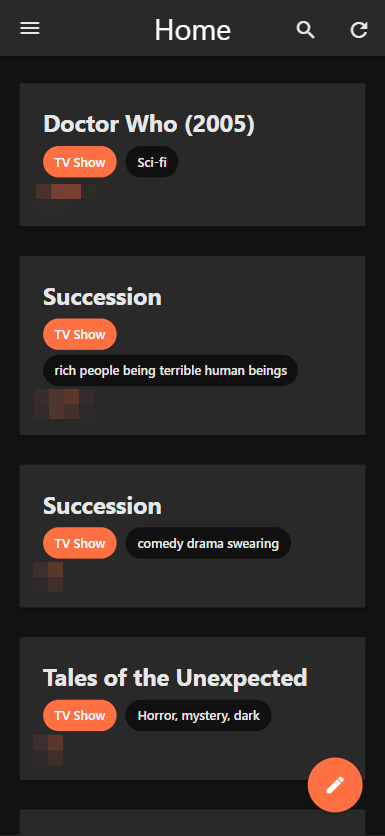 Home
Doctor Who (2005)
TV Show Sci-fi
Succession
TV Show
rich people being terrible human beings
Succession
TV Show comedy drama swearing
Tales of the Unexpected
TV Show Horror, mystery, dark